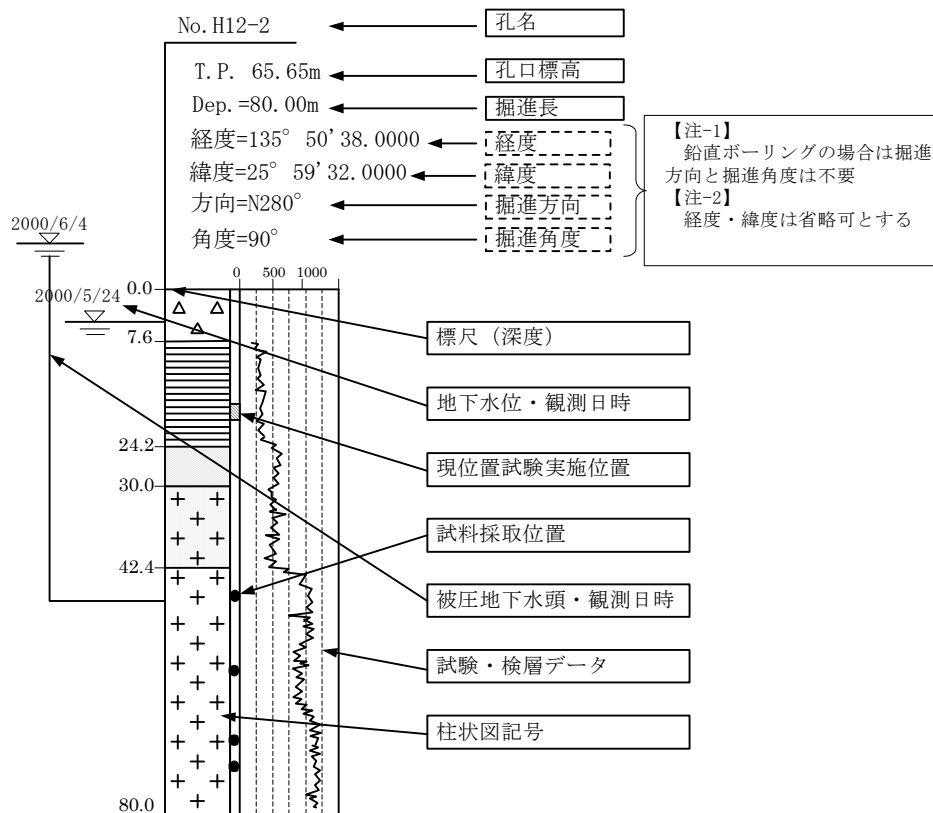 No.H12-2
孔名
T.P. 65.65m
孔口標高
Dep.=80.00m
掘進長
経度=135° 50'38.0000
経度
緯度=25° 59'32.0000
緯度
方向=N280°
掘進方向
角度=90°
掘進角度
【注-1】
鉛直ボーリングの場合は掘進
方向と掘進角度は不要
【注-2】
経度・緯度は省略可とする
2000/6/4
0 500 1000
0.0
2000/5/24
7.6
24.2
30.0
42.4
80.0
標尺（深度）
地下水位・観測日時
現位置試験実施位置
試料採取位置
被圧地下水頭・観測日時
試験・検層データ
柱状図記号